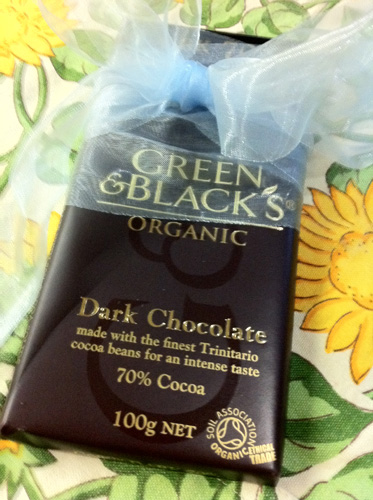 GREEN
&BLACK'S®
ORGANIC
Dark Chocolate
made with the finest Trinitario
cocoa beans for an intense taste
70% Cocoa
100g NET
SOIL ASSOCIATION
ORGANIC
ETHICAL
TRADE